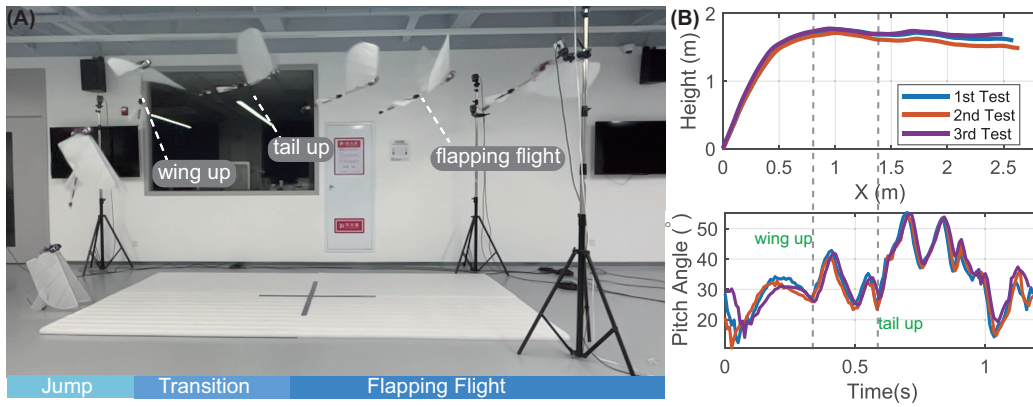 (A)
wing up
tail up
flapping flight
Jump
Transition
Flapping Flight
(B)
Height (m)
2
1
0
1st Test
2nd Test
3rd Test
0
0.5
1
1.5
2
2.5
X (m)
Pitch Angle (°)
50
40
30
20
wing up
tail up
0
0.5
1
Time(s)